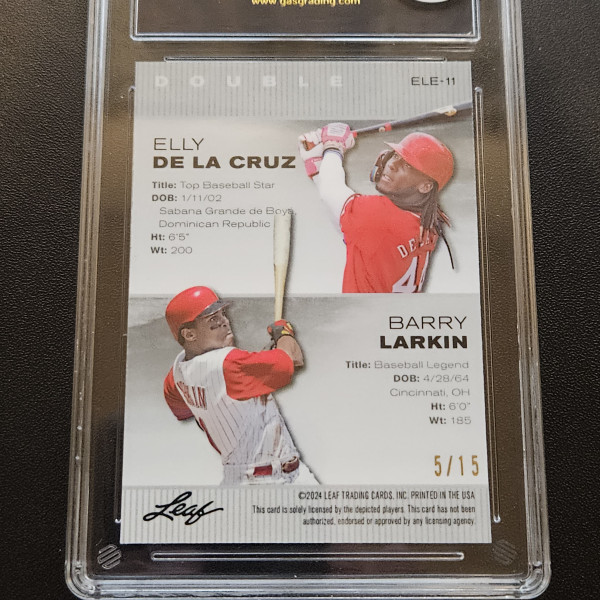 www.gasgrading.com
DOUBLE
ELE-11
ELLY
DE LA CRUZ
Title: Top Baseball Star
DOB: 1/11/02
Sabana Grande de Boya
Dominican Republic
Ht: 6'5"
Wt: 200
DE LA
4
BARRY
LARKIN
Title: Baseball Legend
DOB: 4/28/64
Cincinnati, OH
Ht: 6'0"
Wt: 185
5/15
Leaf
©2024 LEAF TRADING CARDS, INC. PRINTED IN THE USA
This card is solely licensed by the depicted players. This card has not been
authorized, endorsed or approved by any licensing agency.